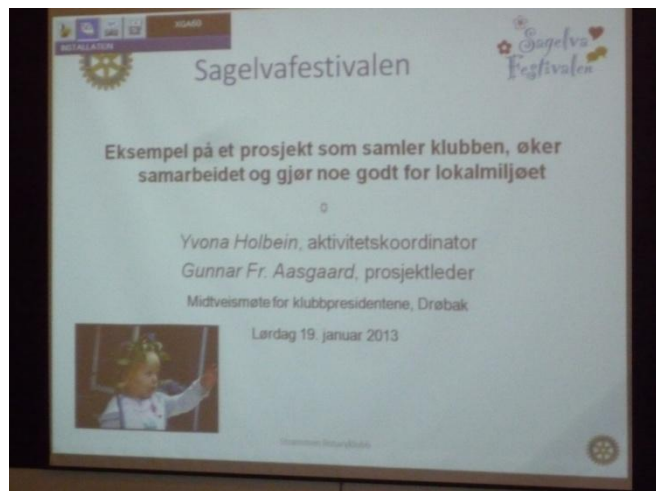 XGA60
INSTALLATION
Sagelvafestivalen
Sagelva
Festivalen
Eksempel på et prosjekt som samler klubben, øker
samarbeidet og gjør noe godt for lokalmiljøet
Yvona Holbein, aktivitetskoordinator
Gunnar Fr. Aasgaard, prosjektleder
Midtveismøte for klubbpresidentene, Drøbak
Lørdag 19. januar 2013